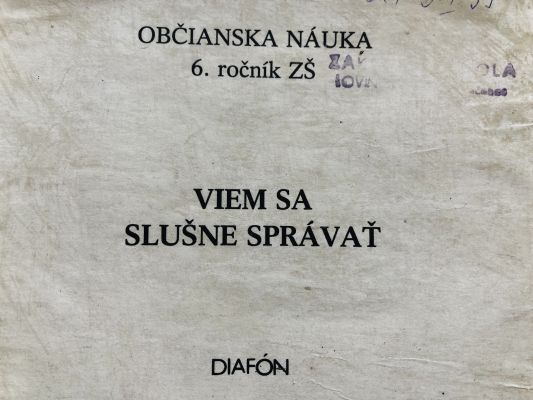 OBČIANSKA NÁUKA
6. ročník ZŠ
VIEM SA
SLUŠNE SPRÁVAŤ
DIAFÓN